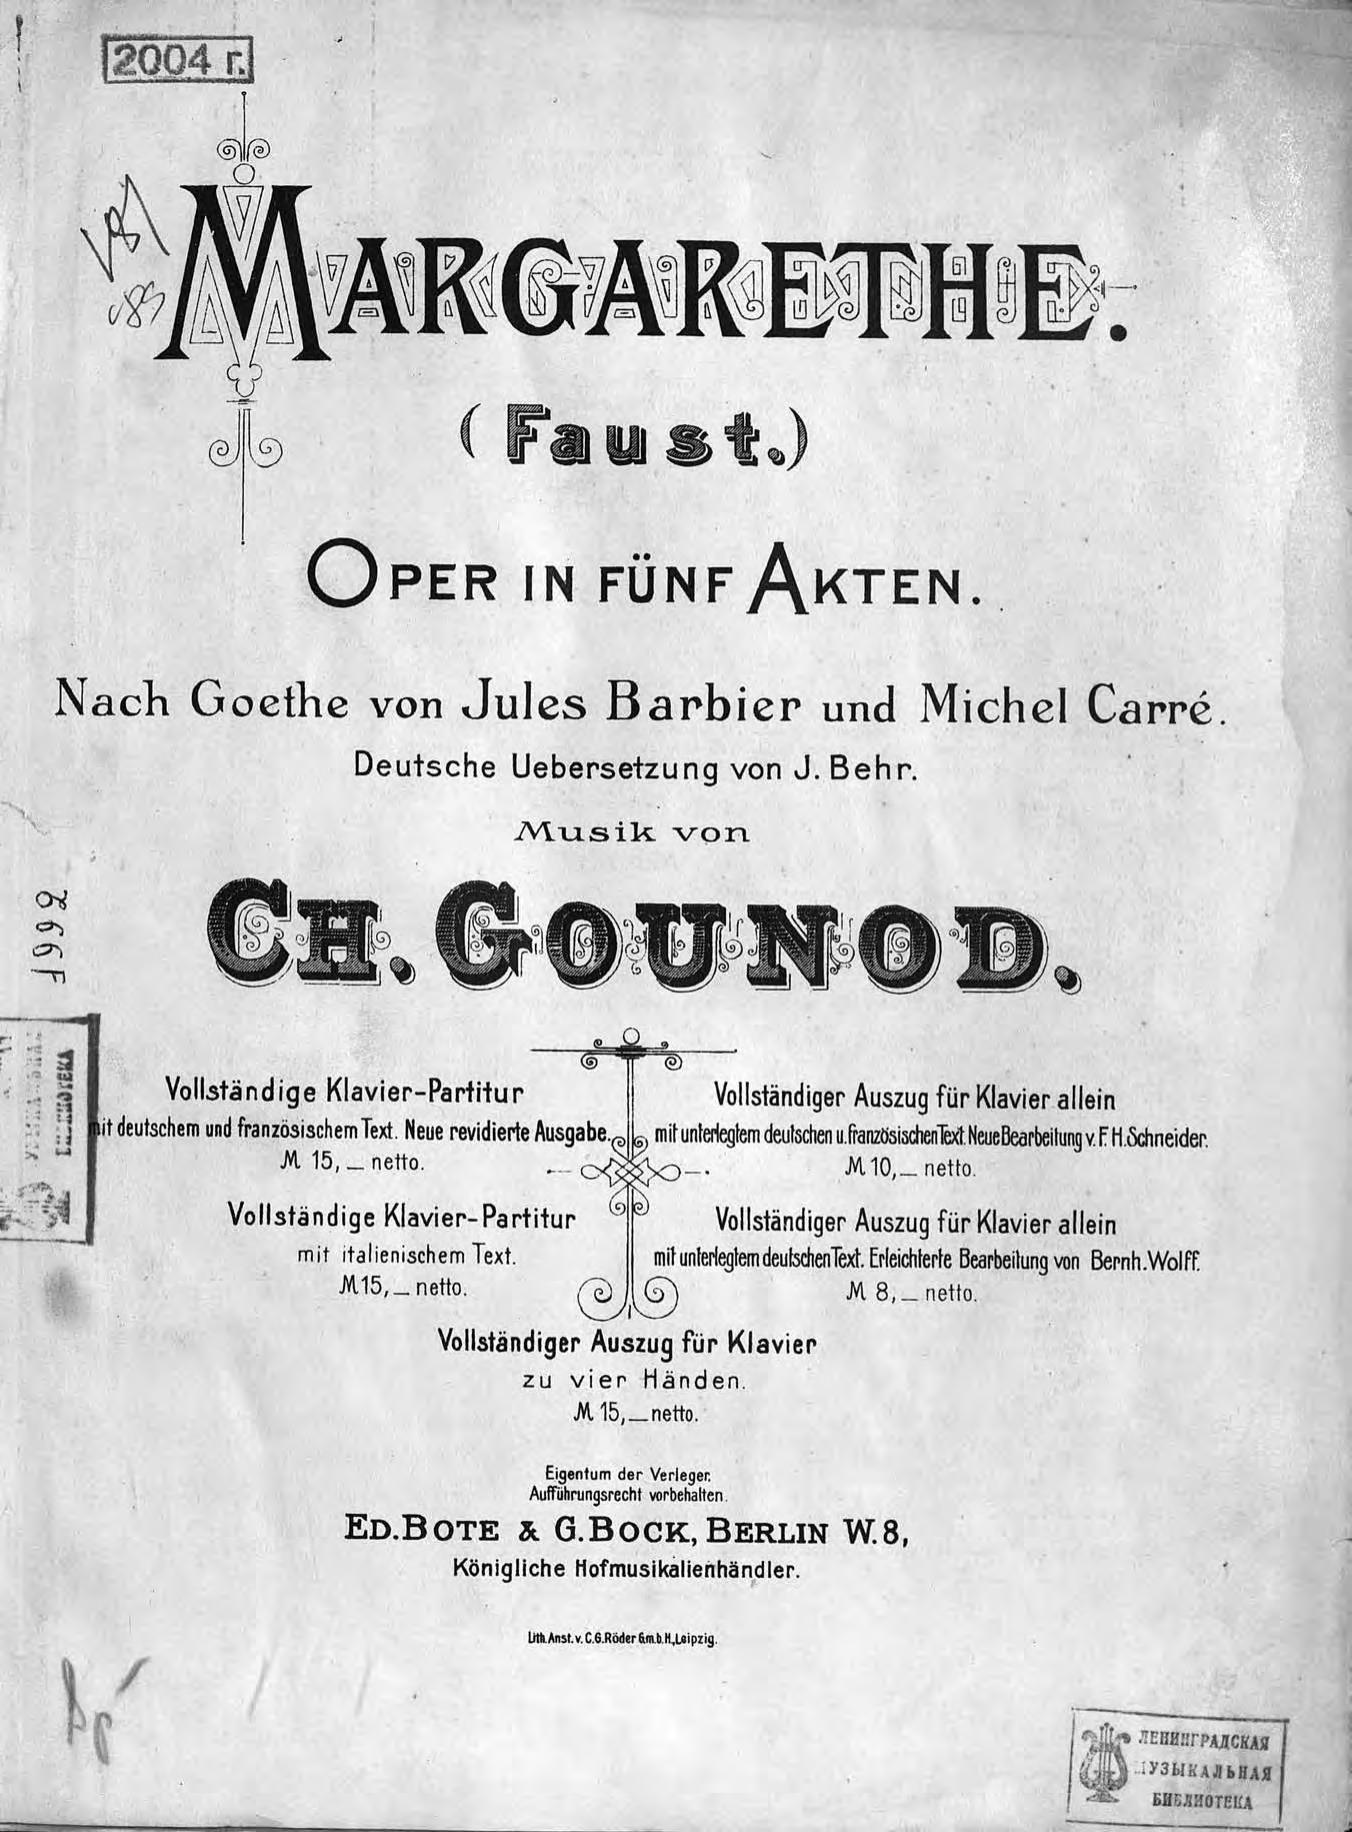 2004 г.
MARGARETHE.
(Faust.)
OPER IN FÜNF AKTEN.
Nach Goethe von Jules Barbier und Michel Carré.
Deutsche Uebersetzung von J. Behr.
Musik von
CH. GOUNOD.
Vollständige Klavier-Partitur
mit deutschem und französischem Text. Neue revidierte Ausgabe.
M 15,— netto.
Vollständiger Auszug für Klavier allein
mit unterlegtem deutschen u. französischen Text. Neue Bearbeitung v. F. H. Schneider.
M 10,— netto.
Vollständige Klavier-Partitur
mit italienischem Text.
M 15,— netto.
Vollständiger Auszug für Klavier allein
mit unterlegtem deutschen Text. Erleichterte Bearbeitung von Bernh. Wolff.
M 8,— netto.
Vollständiger Auszug für Klavier
zu vier Händen.
M 15,— netto.
Eigentum der Verleger.
Aufführungsrecht vorbehalten.
ED. BOTE & G. BOCK, BERLIN W. 8,
Königliche Hofmusikalienhändler.
Lith. Anst. v. C. G. Röder G.m.b.H., Leipzig.
БИБЛИОТЕКА
ЛЕНИНГРАДСКАЯ
МУЗЫКАЛЬНАЯ
БИБЛИОТЕКА